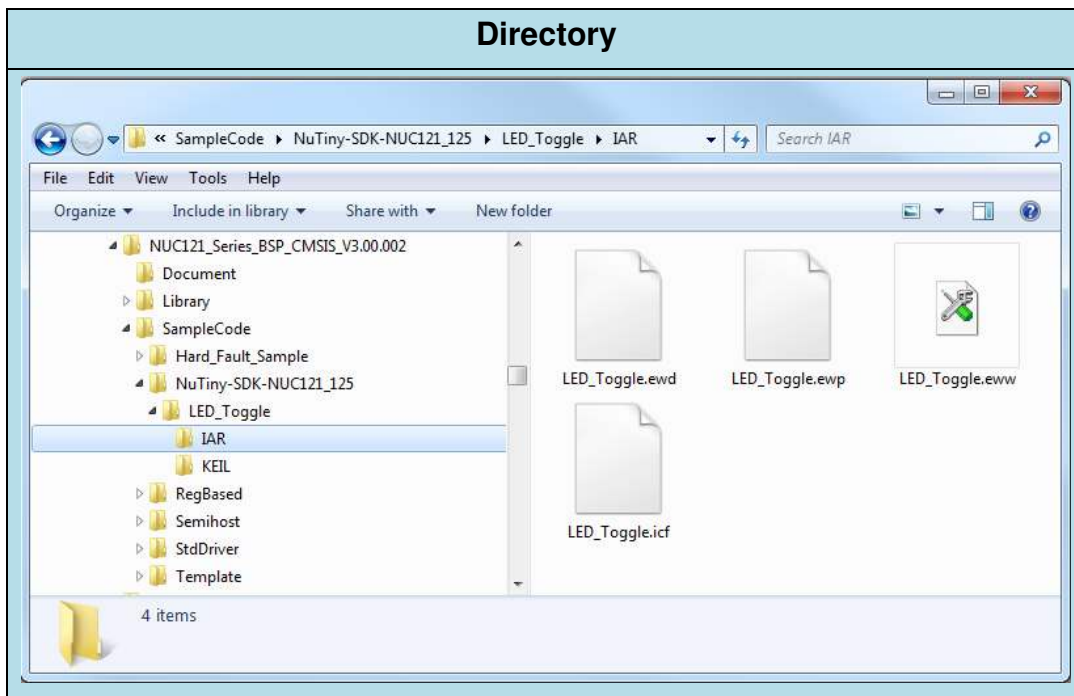 Directory
« SampleCode ▸ NuTiny-SDK-NUC121_125 ▸ LED_Toggle ▸ IAR
Search IAR
File Edit View Tools Help
Organize Include in library Share with New folder
NUC121_Series_BSP_CMSIS_V3.00.002
Document
Library
SampleCode
Hard_Fault_Sample
NuTiny-SDK-NUC121_125
LED_Toggle
IAR
KEIL
RegBased
Semihost
StdDriver
Template
LED_Toggle.ewd LED_Toggle.ewp LED_Toggle.eww
LED_Toggle.icf
4 items